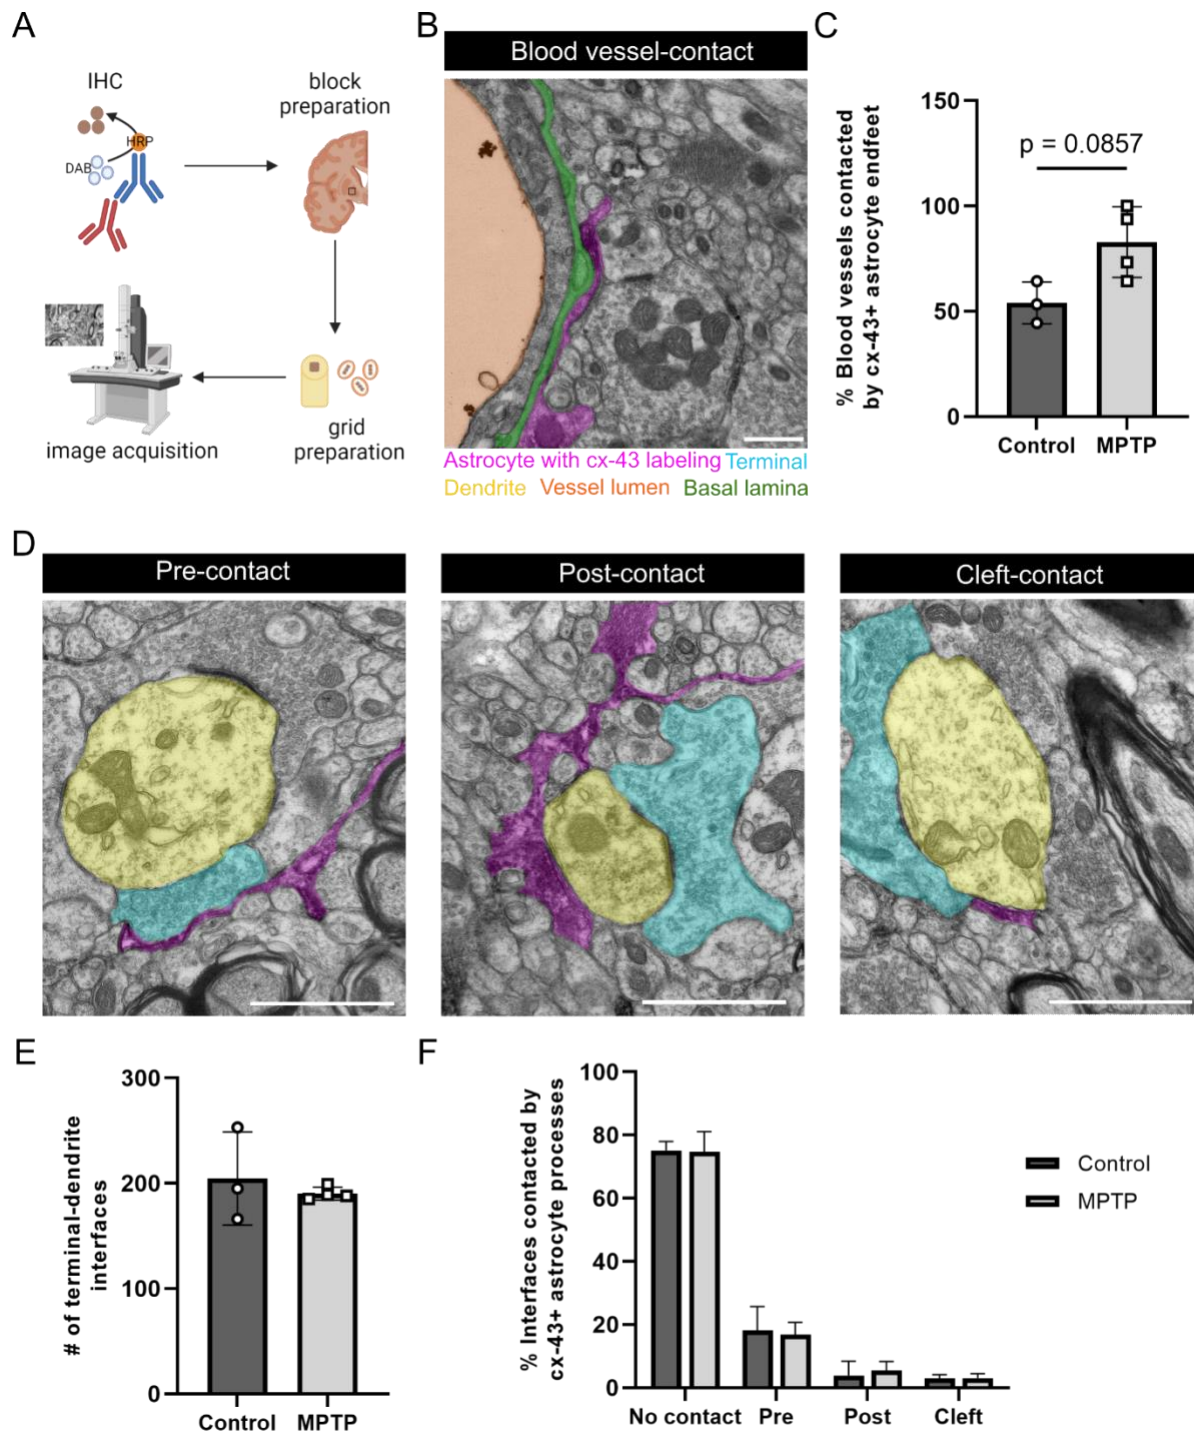 A
IHC
HRP
DAB
block
preparation
grid
preparation
image acquisition
B
Blood vessel-contact
Astrocyte with cx-43 labeling Terminal
Dendrite Vessel lumen Basal lamina
C
% Blood vessels contacted
by cx-43+ astrocyte endfeet
150
100
50
0
p = 0.0857
Control MPTP
D
Pre-contact
Post-contact
Cleft-contact
E
# of terminal-dendrite
interfaces
300
200
100
0
Control MPTP
F
% Interfaces contacted by
cx-43+ astrocyte processes
100
80
60
40
20
0
No contact Pre Post Cleft
Control
MPTP